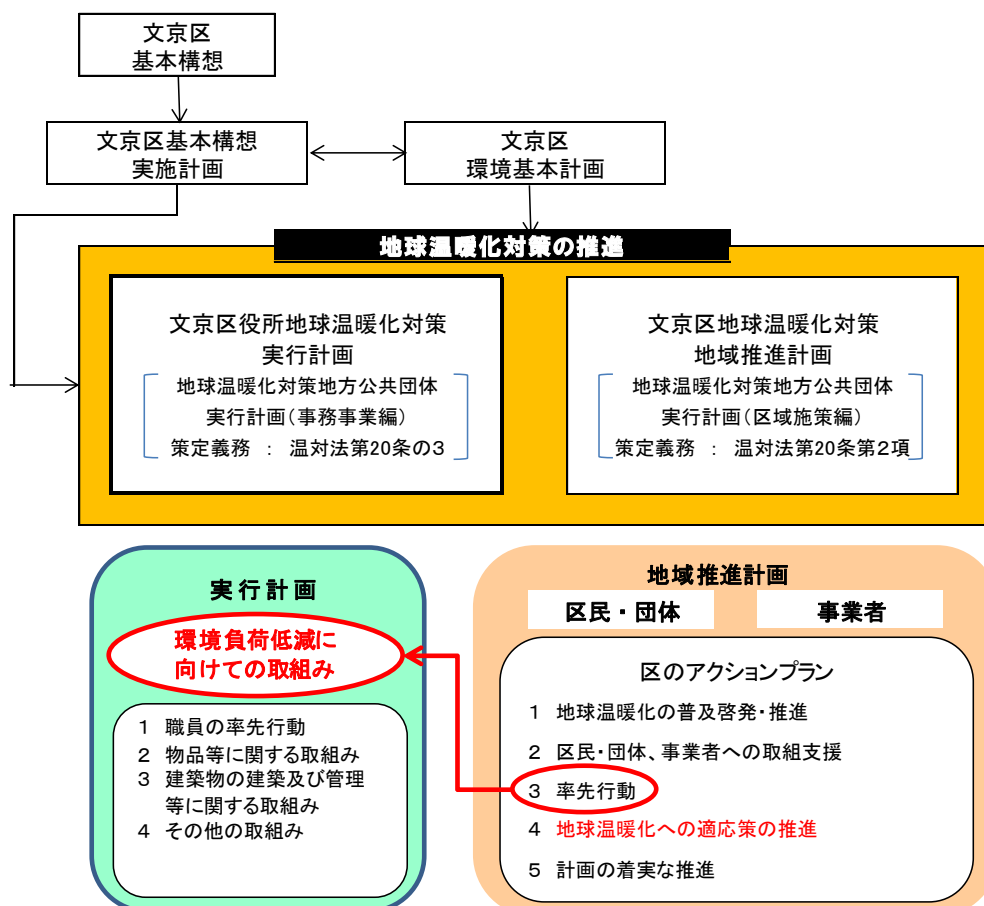 文京区
基本構想
文京区基本構想
実施計画
文京区
環境基本計画
地球温暖化対策の推進
文京区役所地球温暖化対策
実行計画
地球温暖化対策地方公共団体
実行計画(事務事業編)
策定義務 : 温対法第20条の3
文京区地球温暖化対策
地域推進計画
地球温暖化対策地方公共団体
実行計画(区域施策編)
策定義務 : 温対法第20条第2項
実行計画
環境負荷低減に
向けての取組み
1 職員の率先行動
2 物品等に関する取組み
3 建築物の建築及び管理
等に関する取組み
4 その他の取組み
地域推進計画
区民・団体
事業者
区のアクションプラン
1 地球温暖化の普及啓発・推進
2 区民・団体、事業者への取組支援
3 率先行動
4 地球温暖化への適応策の推進
5 計画の着実な推進